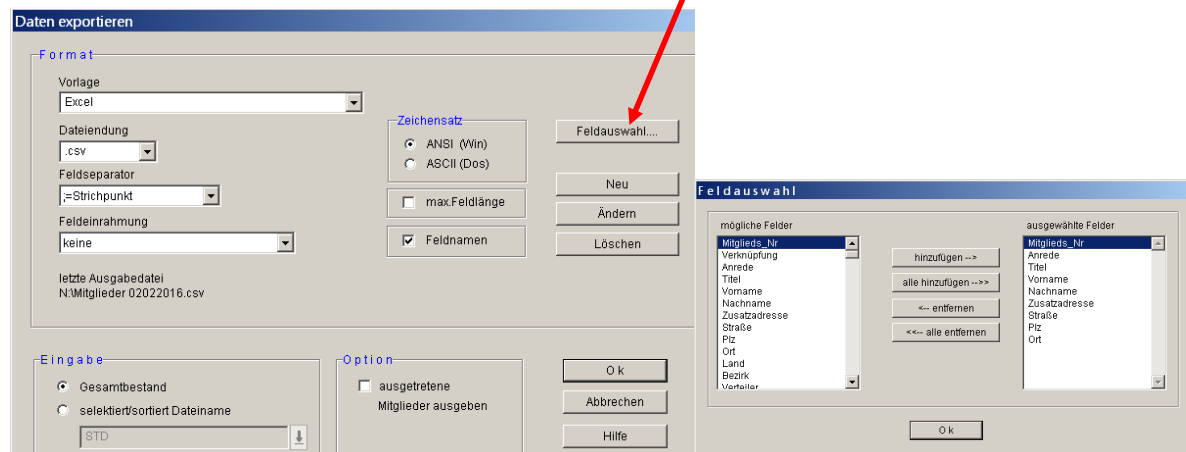 Daten exportieren
Format
Vorlage
Excel
Dateiendung
.csv
Feldseparator
;=Strichpunkt
Feldeinrahmung
keine
letzte Ausgabedatei
N:\Mitglieder 02022016.csv
Zeichensatz
ANSI (Win)
ASCII (Dos)
max.Feldlänge
Feldnamen
Feldauswahl....
Neu
Ändern
Löschen
Eingabe
Gesamtbestand
selektiert/sortiert Dateiname
STD
Option
ausgetretene
Mitglieder ausgeben
Ok
Abbrechen
Hilfe
Feldauswahl
mögliche Felder
Mitglieds_Nr
Verknüpfung
Anrede
Titel
Vorname
Nachname
Zusatzadresse
Straße
Plz
Ort
Land
Bezirk
Verteiler
hinzufügen -->
alle hinzufügen -->>
<-- entfernen
<<-- alle entfernen
ausgewählte Felder
Mitglieds_Nr
Anrede
Titel
Vorname
Nachname
Zusatzadresse
Straße
Plz
Ort
Ok